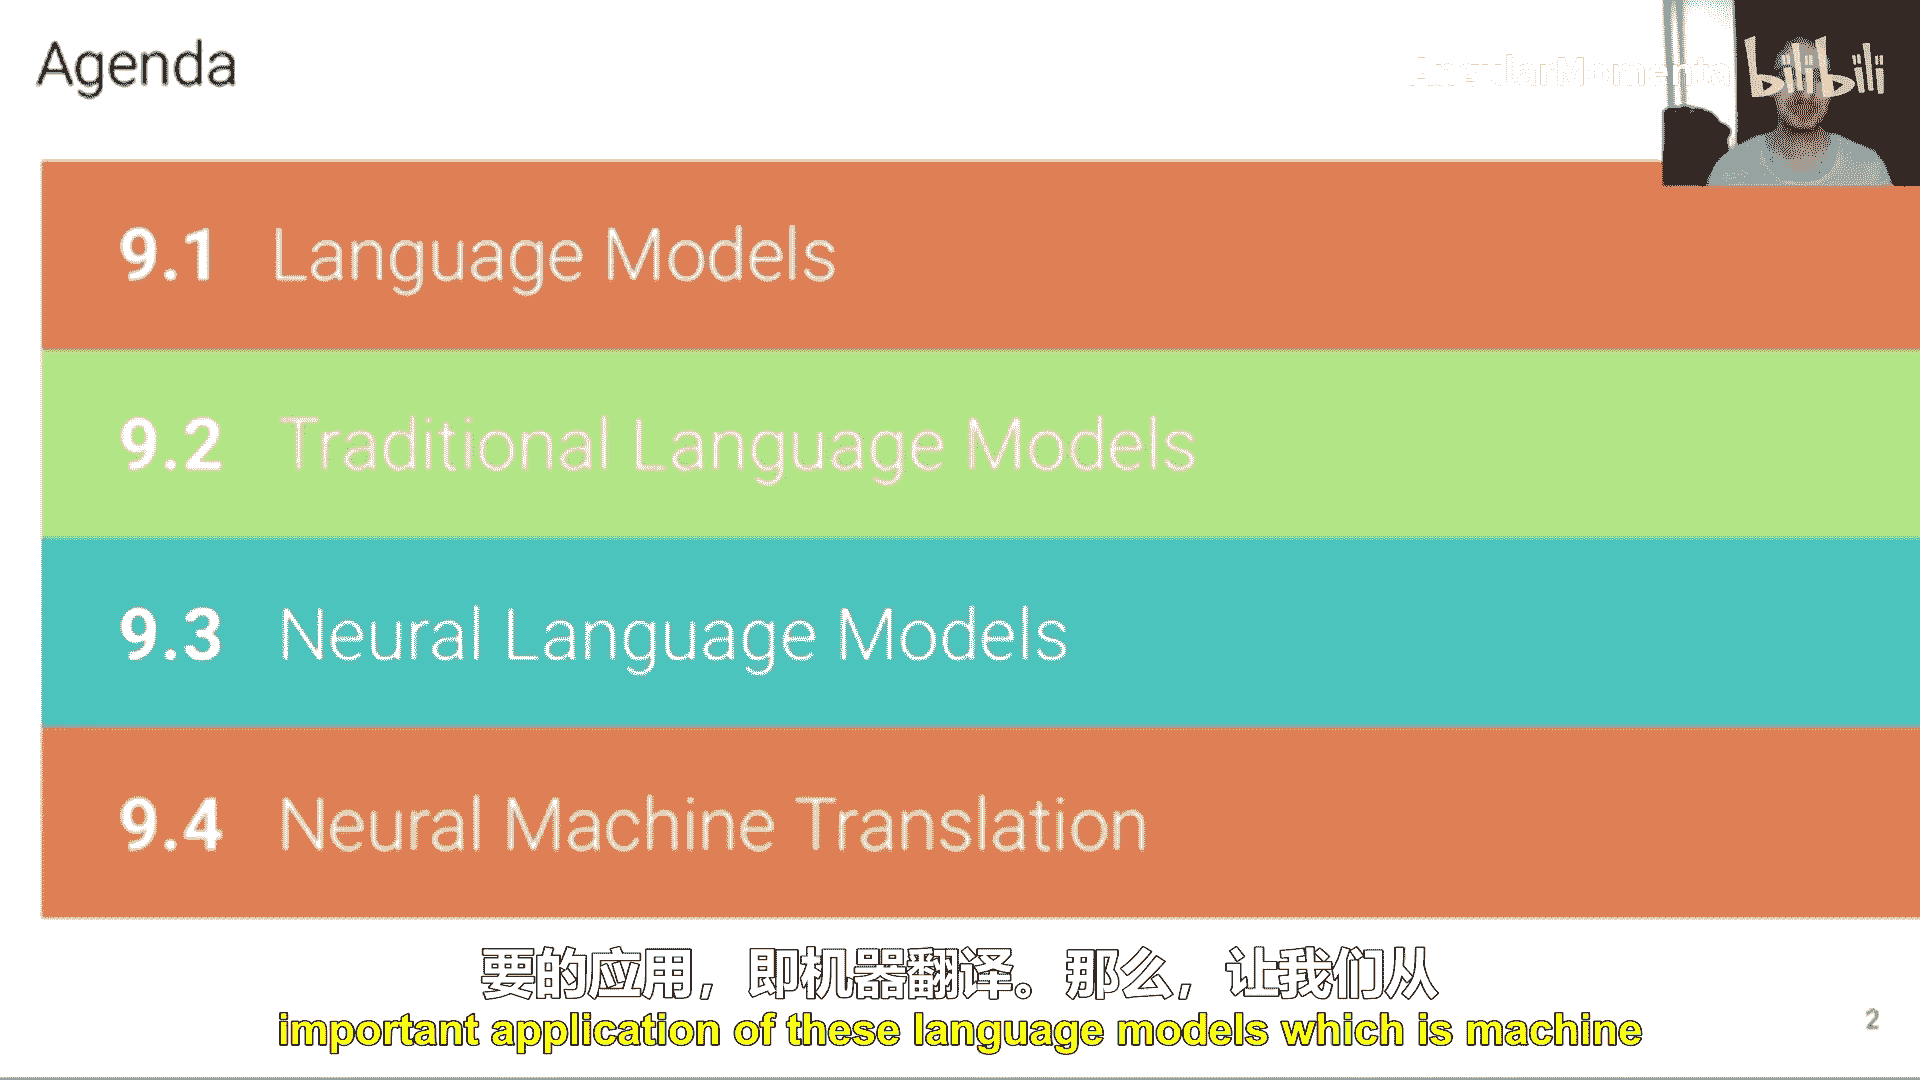 Agenda
AngularMomenta
bilibili
9.1 Language Models
9.2 Traditional Language Models
9.3 Neural Language Models
9.4 Neural Machine Translation
要的应用，即机器翻译。那么，让我们从
important application of these language models which is machine
2